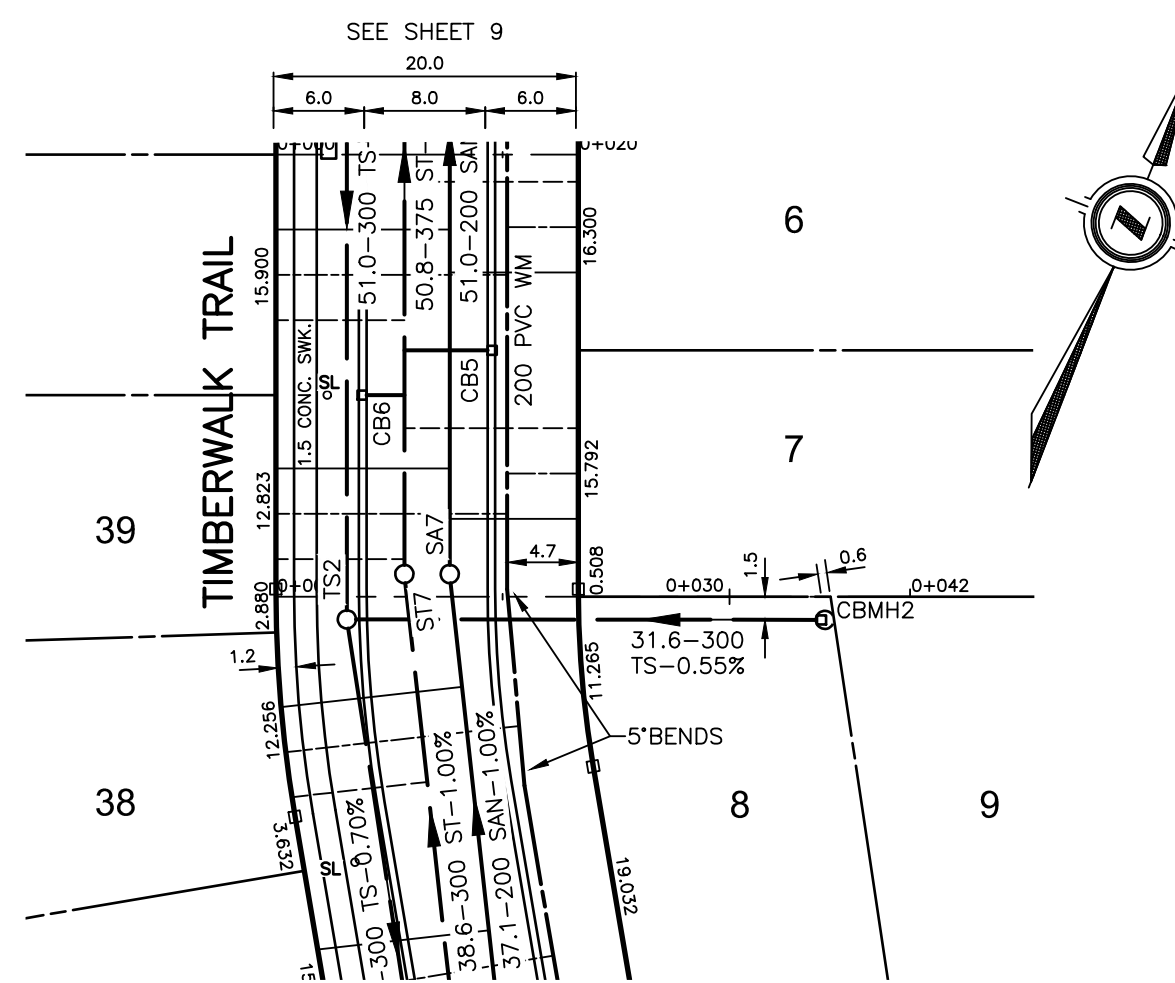 SEE SHEET 9
20.0
6.0 8.0 6.0
0+020
51.0-300 TS-
50.8-375 ST-
51.0-200
200 PVC WM
16.300
15.900
TIMBERWALK TRAIL
1.5 CONC. SWK.
SL
CB5
CB6
6
7
39
12.823
15.792
SA7
TS2
ST7
4.7
0.508
1.5
0.6
0+030
0+042
CBMH2
2.880
31.6-300
TS-0.55%
1.2
11.265
12.256
5°BENDS
38
8
9
3.632
SL
-300 TS-0.70%
38.6-300 ST-1.00%
37.1-200 SAN-1.00%
19.032